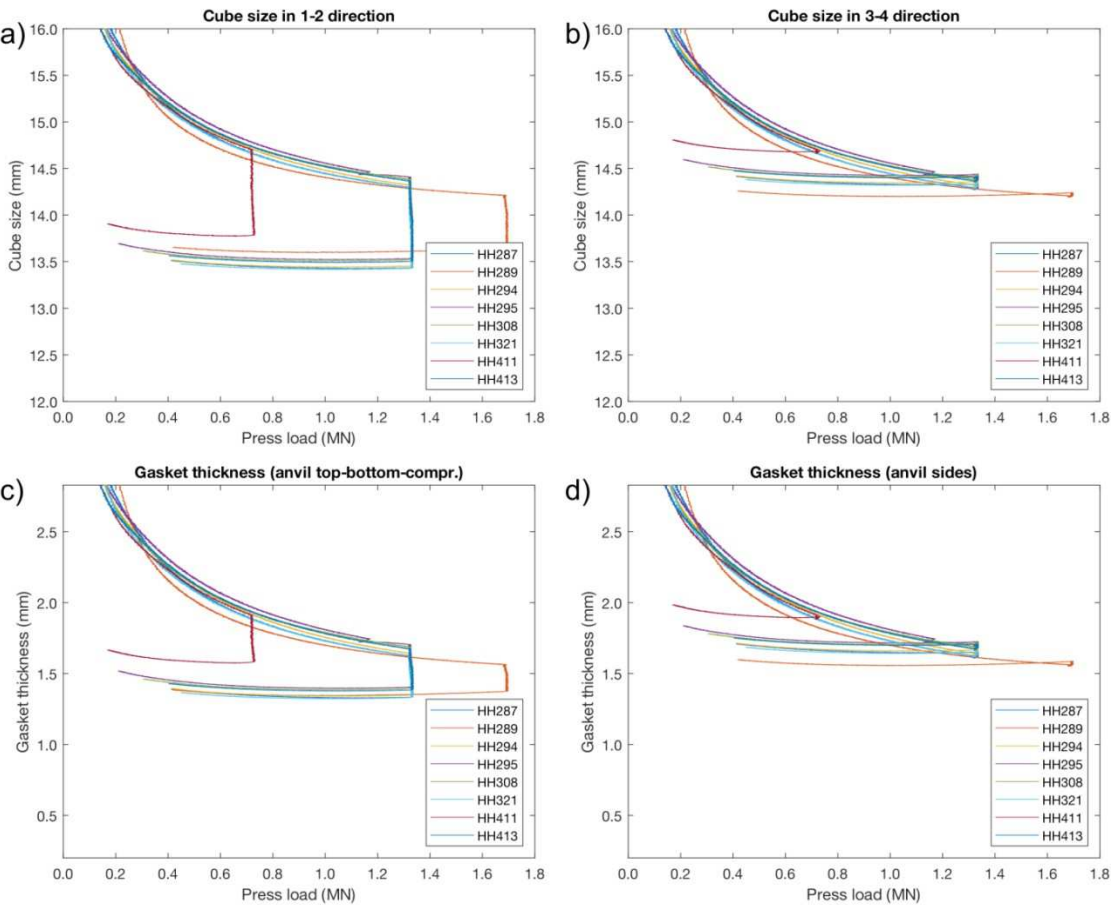 a)
Cube size in 1-2 direction
Cube size (mm)
16.0
15.5
15.0
14.5
14.0
13.5
13.0
12.5
12.0
0.0 0.2 0.4 0.6 0.8 1.0 1.2 1.4 1.6 1.8
Press load (MN)
HH287
HH289
HH294
HH295
HH308
HH321
HH411
HH413
b)
Cube size in 3-4 direction
Cube size (mm)
16.0
15.5
15.0
14.5
14.0
13.5
13.0
12.5
12.0
0.0 0.2 0.4 0.6 0.8 1.0 1.2 1.4 1.6 1.8
Press load (MN)
HH287
HH289
HH294
HH295
HH308
HH321
HH411
HH413
c)
Gasket thickness (anvil top-bottom-compr.)
Gasket thickness (mm)
2.5
2.0
1.5
1.0
0.5
0.0 0.2 0.4 0.6 0.8 1.0 1.2 1.4 1.6 1.8
Press load (MN)
HH287
HH289
HH294
HH295
HH308
HH321
HH411
HH413
d)
Gasket thickness (anvil sides)
Gasket thickness (mm)
2.5
2.0
1.5
1.0
0.5
0.0 0.2 0.4 0.6 0.8 1.0 1.2 1.4 1.6 1.8
Press load (MN)
HH287
HH289
HH294
HH295
HH308
HH321
HH411
HH413